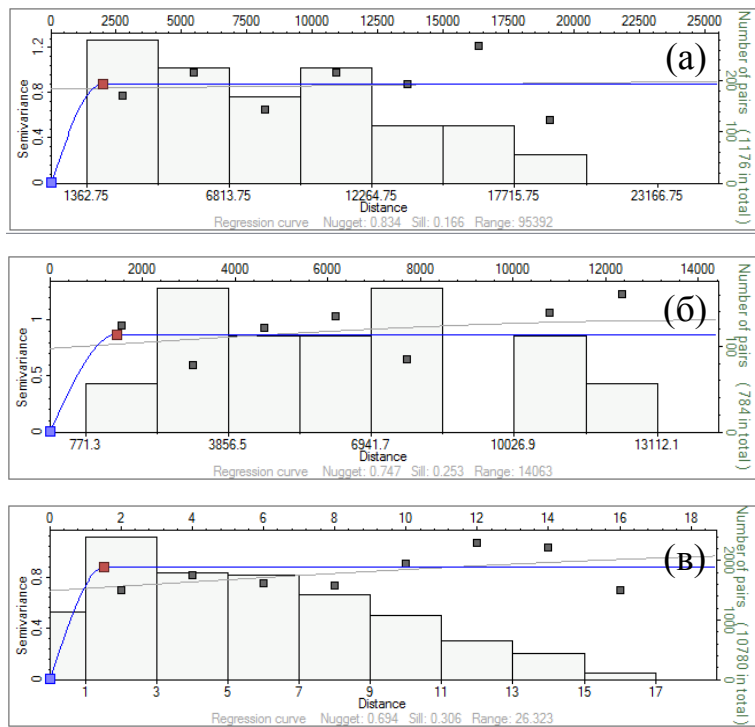 0 2500 5000 7500 10000 12500 15000 17500 20000 22500 25000
(а)
Semivariance
0 0.4 0.8 1.2
Number of pairs (1176 in total)
0 100 200
1362.75 6813.75 12264.75 17715.75 23166.75
Distance
Regression curve Nugget: 0.834 Sill: 0.166 Range: 95392
0 2000 4000 6000 8000 10000 12000 14000
(б)
Semivariance
0 0.5 1
Number of pairs (784 in total)
0 100
771.3 3856.5 6941.7 10026.9 13112.1
Distance
Regression curve Nugget: 0.747 Sill: 0.253 Range: 14063
0 2 4 6 8 10 12 14 16 18
(в)
Semivariance
0 0.4 0.8
Number of pairs (10780 in total)
0 1000 2000
1 3 5 7 9 11 13 15 17
Distance
Regression curve Nugget: 0.694 Sill: 0.306 Range: 26.323